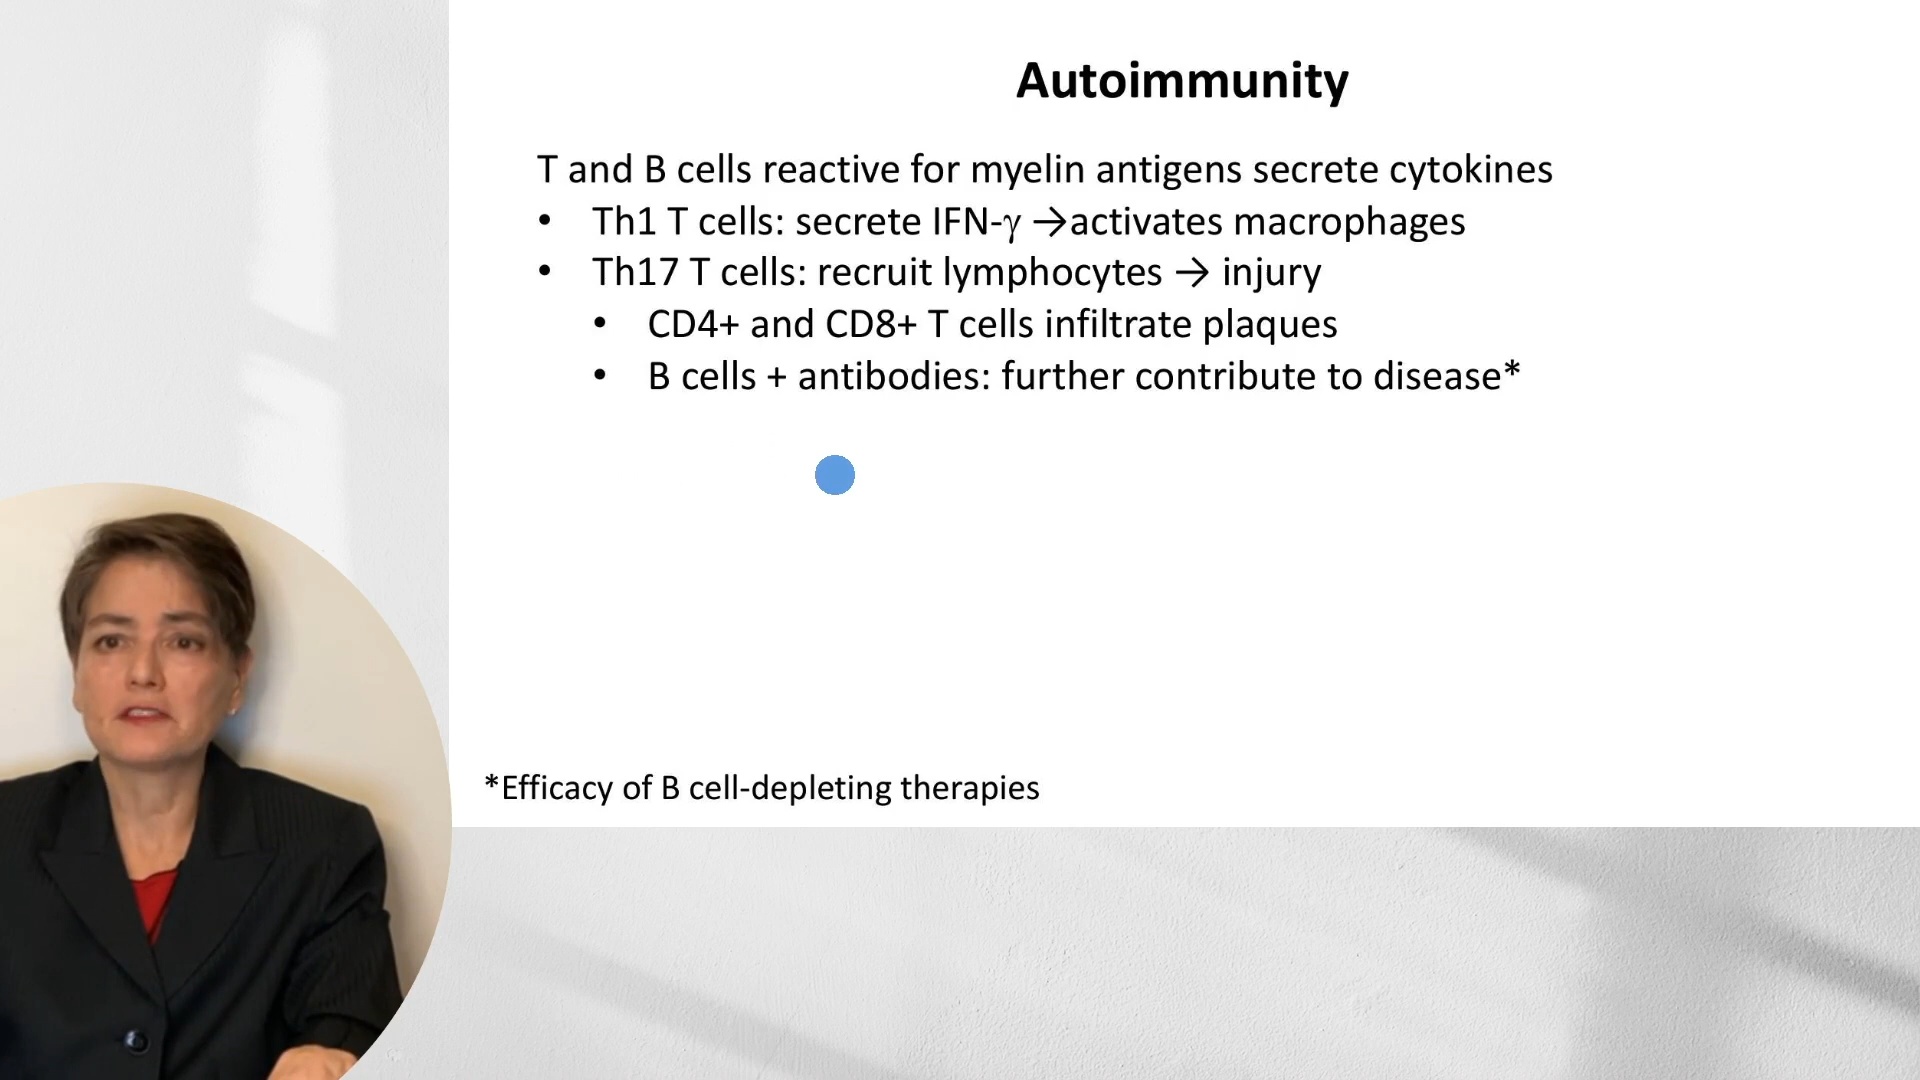 Autoimmunity
T and B cells reactive for myelin antigens secrete cytokines
• Th1 T cells: secrete IFN-γ →activates macrophages
• Th17 T cells: recruit lymphocytes → injury
• CD4+ and CD8+ T cells infiltrate plaques
• B cells + antibodies: further contribute to disease*
*Efficacy of B cell-depleting therapies